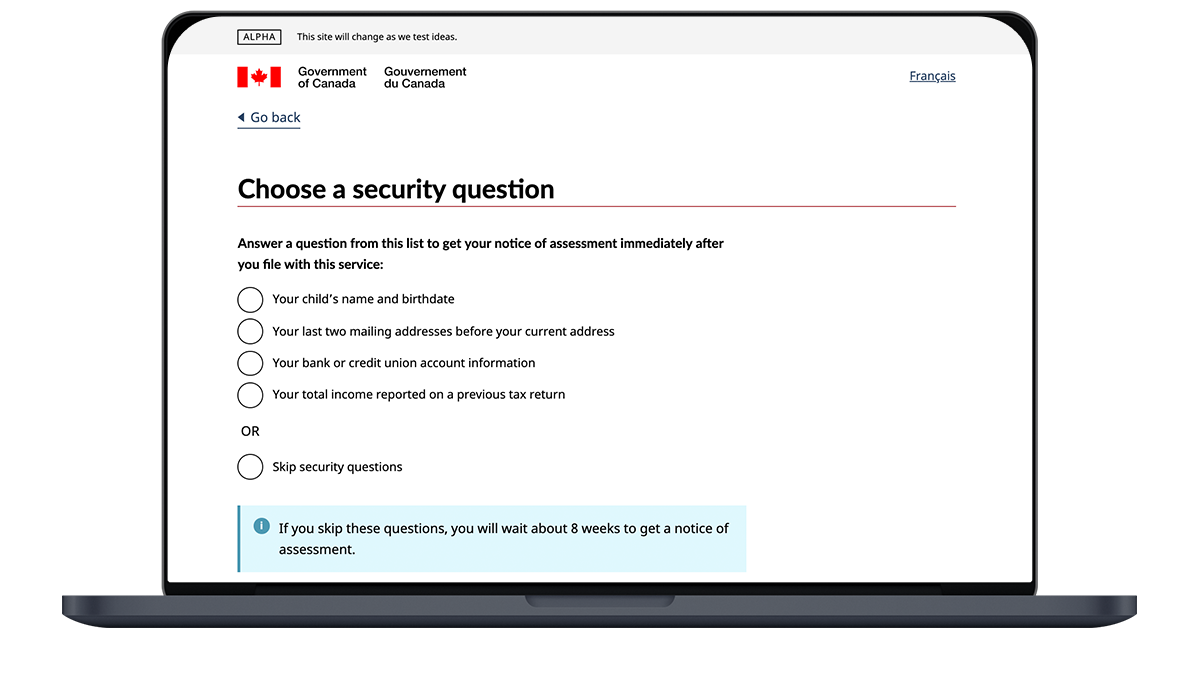 ALPHA This site will change as we test ideas.
Government of Canada
Gouvernement du Canada
Français
Go back
Choose a security question
Answer a question from this list to get your notice of assessment immediately after
you file with this service:
Your child's name and birthdate
Your last two mailing addresses before your current address
Your bank or credit union account information
Your total income reported on a previous tax return
OR
Skip security questions
If you skip these questions, you will wait about 8 weeks to get a notice of
assessment.